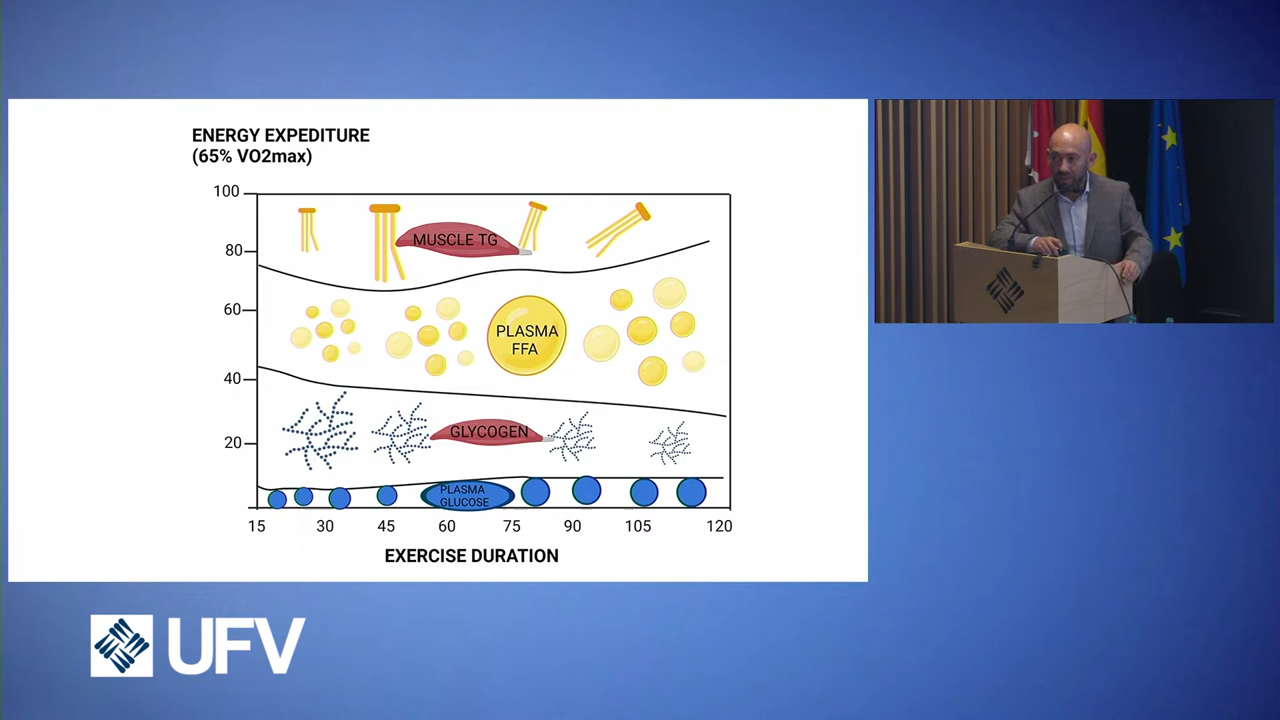 ENERGY EXPEDITURE
(65% VO2max)
100
80
60
40
20
MUSCLE TG
PLASMA
FFA
GLYCOGEN
PLASMA
GLUCOSE
15 30 45 60 75 90 105 120
EXERCISE DURATION
UFV